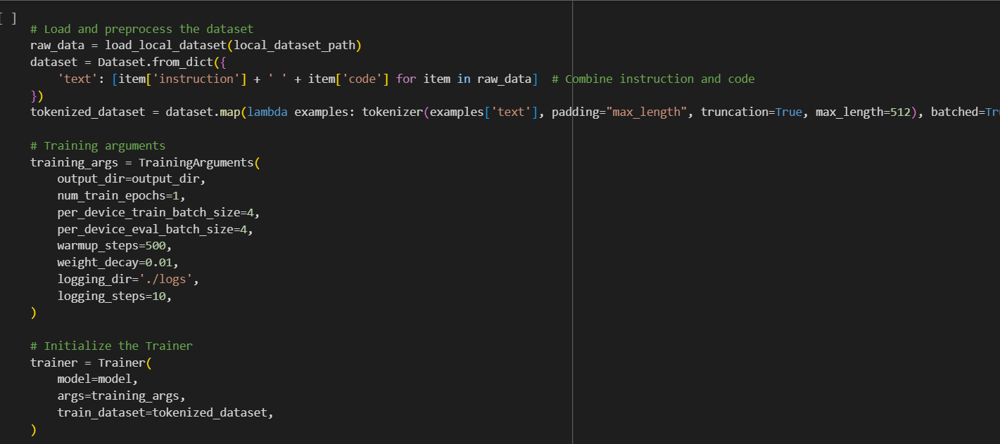 [ ]
# Load and preprocess the dataset
raw_data = load_local_dataset(local_dataset_path)
dataset = Dataset.from_dict({
    'text': [item['instruction'] + ' ' + item['code'] for item in raw_data]  # Combine instruction and code
})
tokenized_dataset = dataset.map(lambda examples: tokenizer(examples['text'], padding="max_length", truncation=True, max_length=512), batched=Tr

# Training arguments
training_args = TrainingArguments(
    output_dir=output_dir,
    num_train_epochs=1,
    per_device_train_batch_size=4,
    per_device_eval_batch_size=4,
    warmup_steps=500,
    weight_decay=0.01,
    logging_dir='./logs',
    logging_steps=10,
)

# Initialize the Trainer
trainer = Trainer(
    model=model,
    args=training_args,
    train_dataset=tokenized_dataset,
)